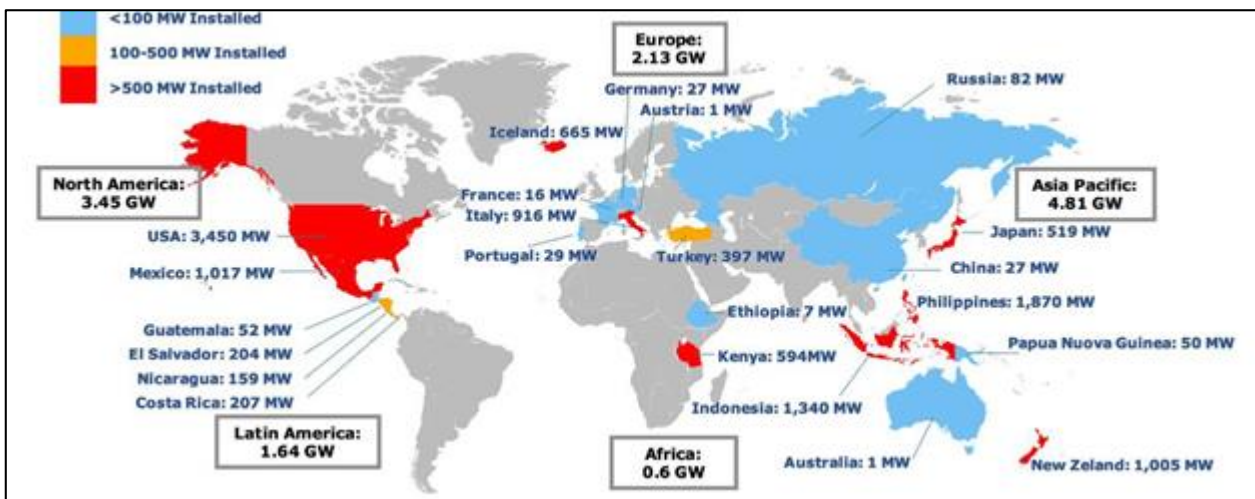 <100 MW Installed
100-500 MW Installed
>500 MW Installed
Europe:
2.13 GW
Germany: 27 MW
Austria: 1 MW
Russia: 82 MW
Iceland: 665 MW
North America:
3.45 GW
Asia Pacific:
4.81 GW
France: 16 MW
Italy: 916 MW
USA: 3,450 MW
Japan: 519 MW
Portugal: 29 MW
Turkey: 397 MW
Mexico: 1,017 MW
China: 27 MW
Philippines: 1,870 MW
Ethiopia: 7 MW
Guatemala: 52 MW
El Salvador: 204 MW
Kenya: 594MW
Papua Nuova Guinea: 50 MW
Nicaragua: 159 MW
Costa Rica: 207 MW
Indonesia: 1,340 MW
Latin America:
1.64 GW
Africa:
0.6 GW
Australia: 1 MW
New Zeland: 1,005 MW